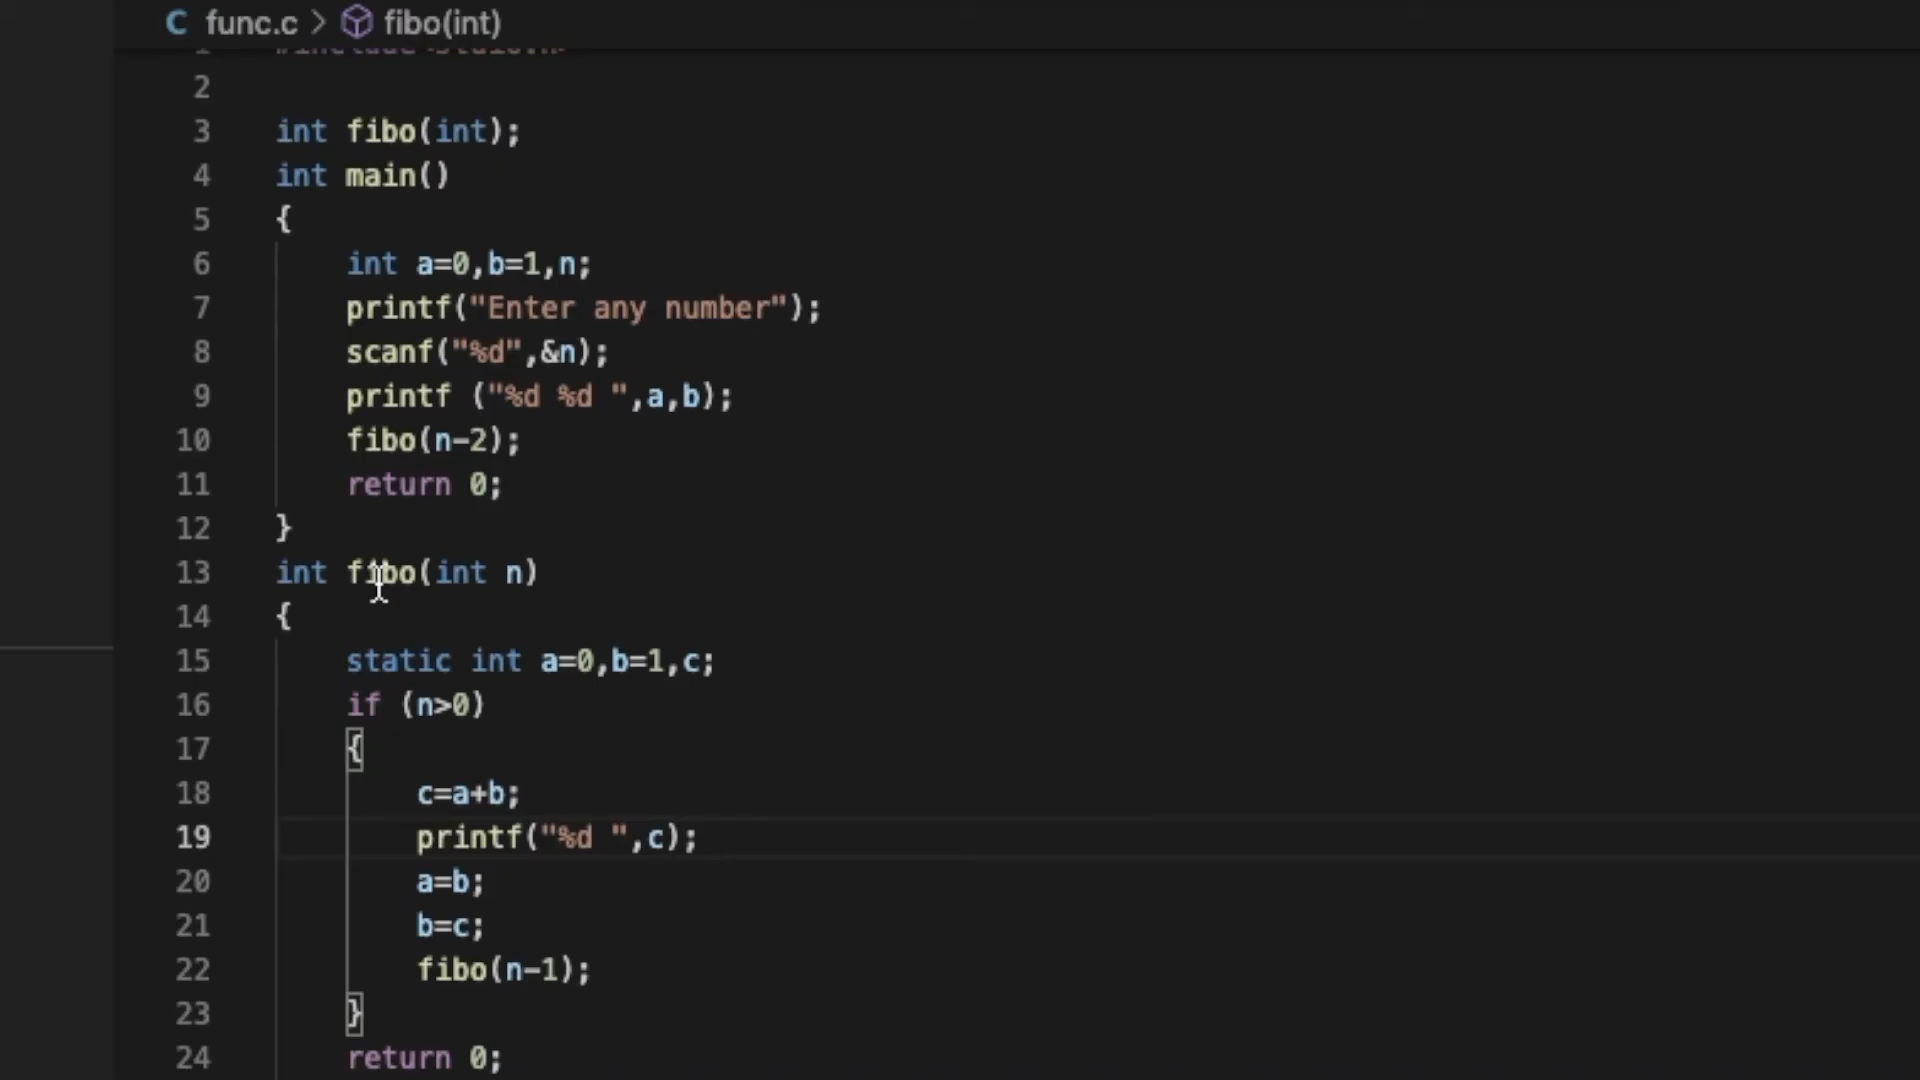 C func.c > fibo(int)
1 #include<stdio.h>
2
3 int fibo(int);
4 int main()
5 {
6 int a=0,b=1,n;
7 printf("Enter any number");
8 scanf("%d",&n);
9 printf ("%d %d ",a,b);
10 fibo(n-2);
11 return 0;
12 }
13 int fibo(int n)
14 {
15 static int a=0,b=1,c;
16 if (n>0)
17 {
18 c=a+b;
19 printf("%d ",c);
20 a=b;
21 b=c;
22 fibo(n-1);
23 }
24 return 0;